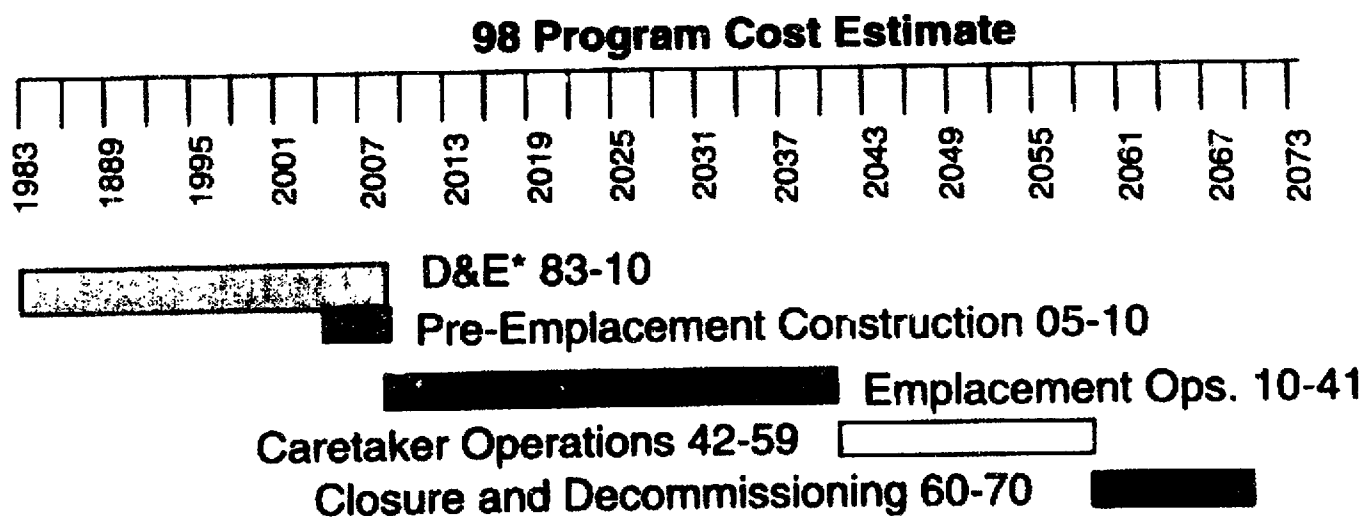 98 Program Cost Estimate
1983 1889 1995 2001 2007 2013 2019 2025 2031 2037 2043 2049 2055 2061 2067 2073
D&E* 83-10
Pre-Emplacement Construction 05-10
Emplacement Ops. 10-41
Caretaker Operations 42-59
Closure and Decommissioning 60-70